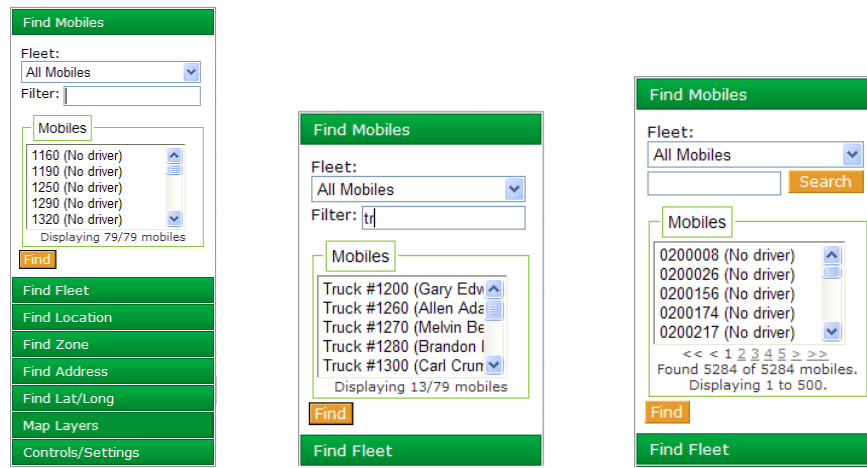 Find Mobiles
Fleet:
All Mobiles
Filter:
Mobiles
1160 (No driver)
1190 (No driver)
1250 (No driver)
1290 (No driver)
1320 (No driver)
Displaying 79/79 mobiles
Find
Find Fleet
Find Location
Find Zone
Find Address
Find Lat/Long
Map Layers
Controls/Settings
Find Mobiles
Fleet:
All Mobiles
Filter: tr
Mobiles
Truck #1200 (Gary Edw
Truck #1260 (Allen Ada
Truck #1270 (Melvin Be
Truck #1280 (Brandon
Truck #1300 (Carl Crum
Displaying 13/79 mobiles
Find
Find Fleet
Find Mobiles
Fleet:
All Mobiles
Search
Mobiles
0200008 (No driver)
0200026 (No driver)
0200156 (No driver)
0200174 (No driver)
0200217 (No driver)
<< < 1 2 3 4 5 > >>
Found 5284 of 5284 mobiles.
Displaying 1 to 500.
Find
Find Fleet